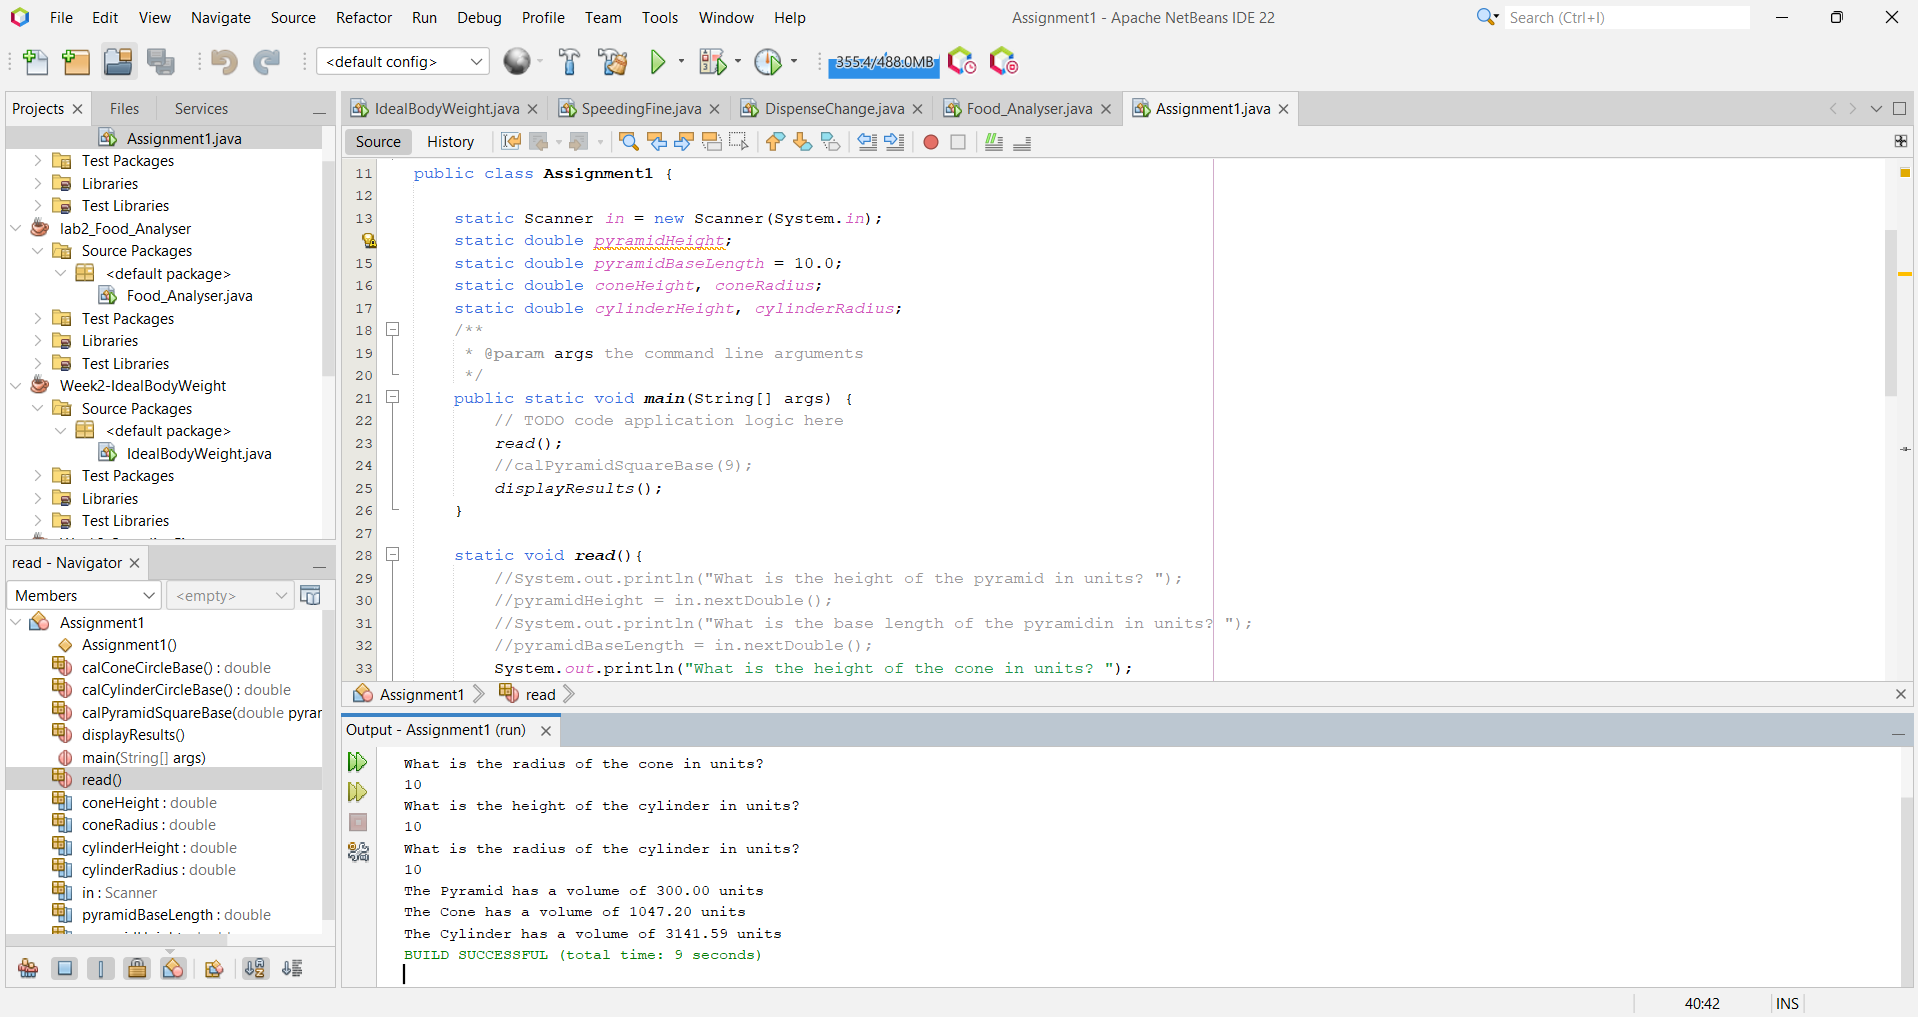 File Edit View Navigate Source Refactor Run Debug Profile Team Tools Window Help
Assignment1 - Apache NetBeans IDE 22
Search (Ctrl+I)
<default config>
355.4/488.0MB
Projects Files Services
IdealBodyWeight.java SpeedingFine.java DispenseChange.java Food_Analyser.java Assignment1.java
Source History
Assignment1.java
Test Packages
Libraries
Test Libraries
lab2_Food_Analyser
Source Packages
<default package>
Food_Analyser.java
Test Packages
Libraries
Test Libraries
Week2-IdealBodyWeight
Source Packages
<default package>
IdealBodyWeight.java
Test Packages
Libraries
Test Libraries
11 public class Assignment1 {
12
13 static Scanner in = new Scanner(System.in);
static double pyramidHeight;
15 static double pyramidBaseLength = 10.0;
16 static double coneHeight, coneRadius;
17 static double cylinderHeight, cylinderRadius;
18 /**
19 * @param args the command line arguments
20 */
21 public static void main(String[] args) {
22 // TODO code application logic here
23 read();
24 //calPyramidSquareBase(9);
25 displayResults();
26 }
27
28 static void read(){
29 //System.out.println("What is the height of the pyramid in units? ");
30 //pyramidHeight = in.nextDouble();
31 //System.out.println("What is the base length of the pyramidin in units? ");
32 //pyramidBaseLength = in.nextDouble();
33 System.out.println("What is the height of the cone in units? ");
Assignment1 read
read - Navigator
Members <empty>
Assignment1
Assignment1()
calConeCircleBase() : double
calCylinderCircleBase() : double
calPyramidSquareBase(double pyrar
displayResults()
main(String[] args)
read()
coneHeight : double
coneRadius : double
cylinderHeight : double
cylinderRadius : double
in : Scanner
pyramidBaseLength : double
Output - Assignment1 (run)
What is the radius of the cone in units?
10
What is the height of the cylinder in units?
10
What is the radius of the cylinder in units?
10
The Pyramid has a volume of 300.00 units
The Cone has a volume of 1047.20 units
The Cylinder has a volume of 3141.59 units
BUILD SUCCESSFUL (total time: 9 seconds)
40:42 INS